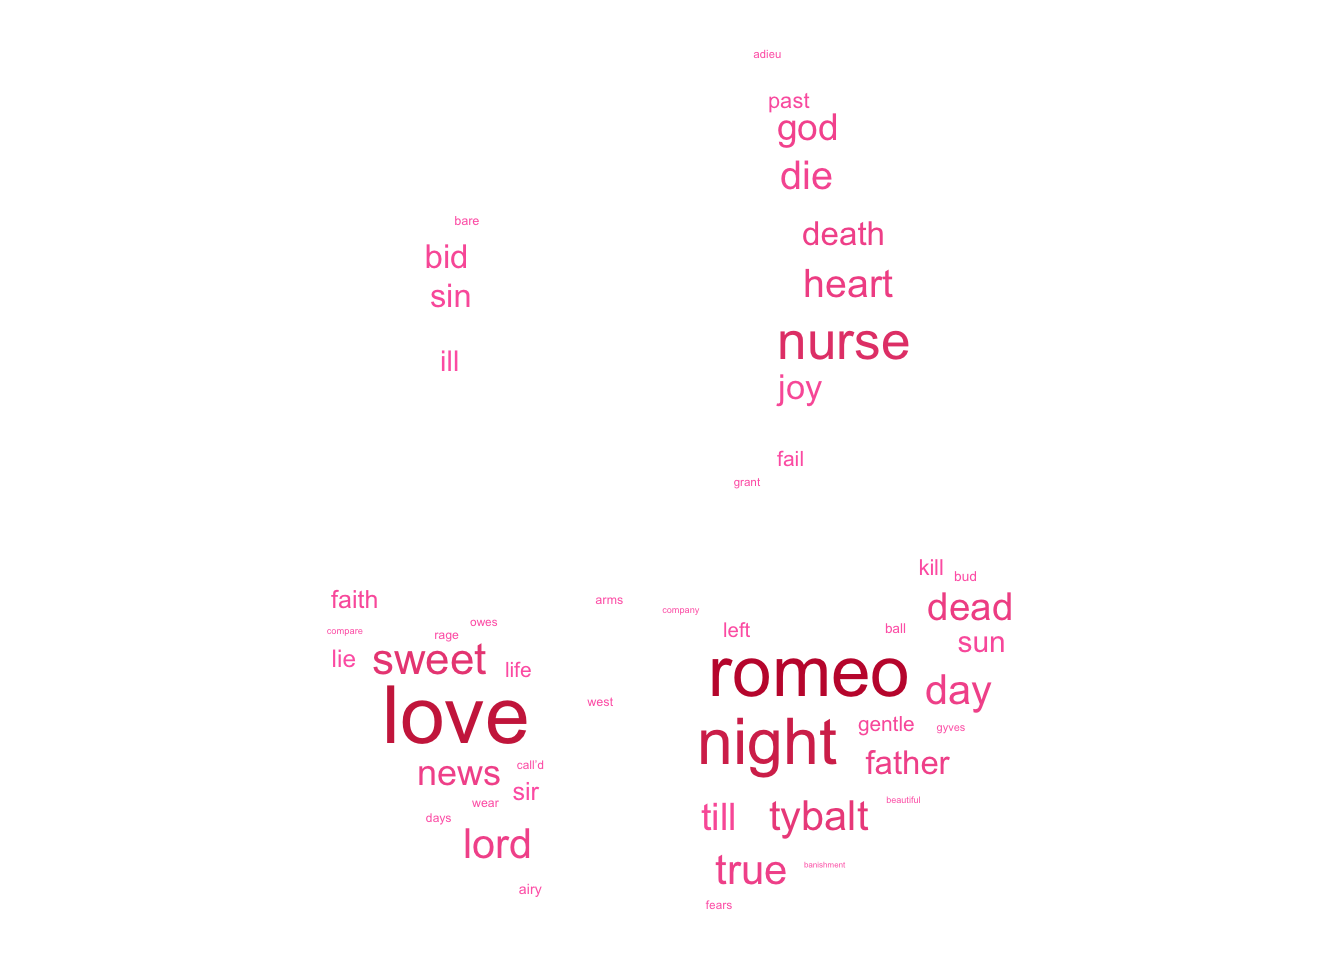 adieu
past
god
die
bare
death
bid
heart
sin
nurse
ill
joy
fail
grant
kill
bud
faith
arms
company
dead
owes
compare
rage
left
ball
sun
lie
sweet
life
romeo
day
love
west
night
gentle
gyves
news
call'd
father
sir
wear
beautiful
days
till
tybalt
lord
banishment
true
airy
fears